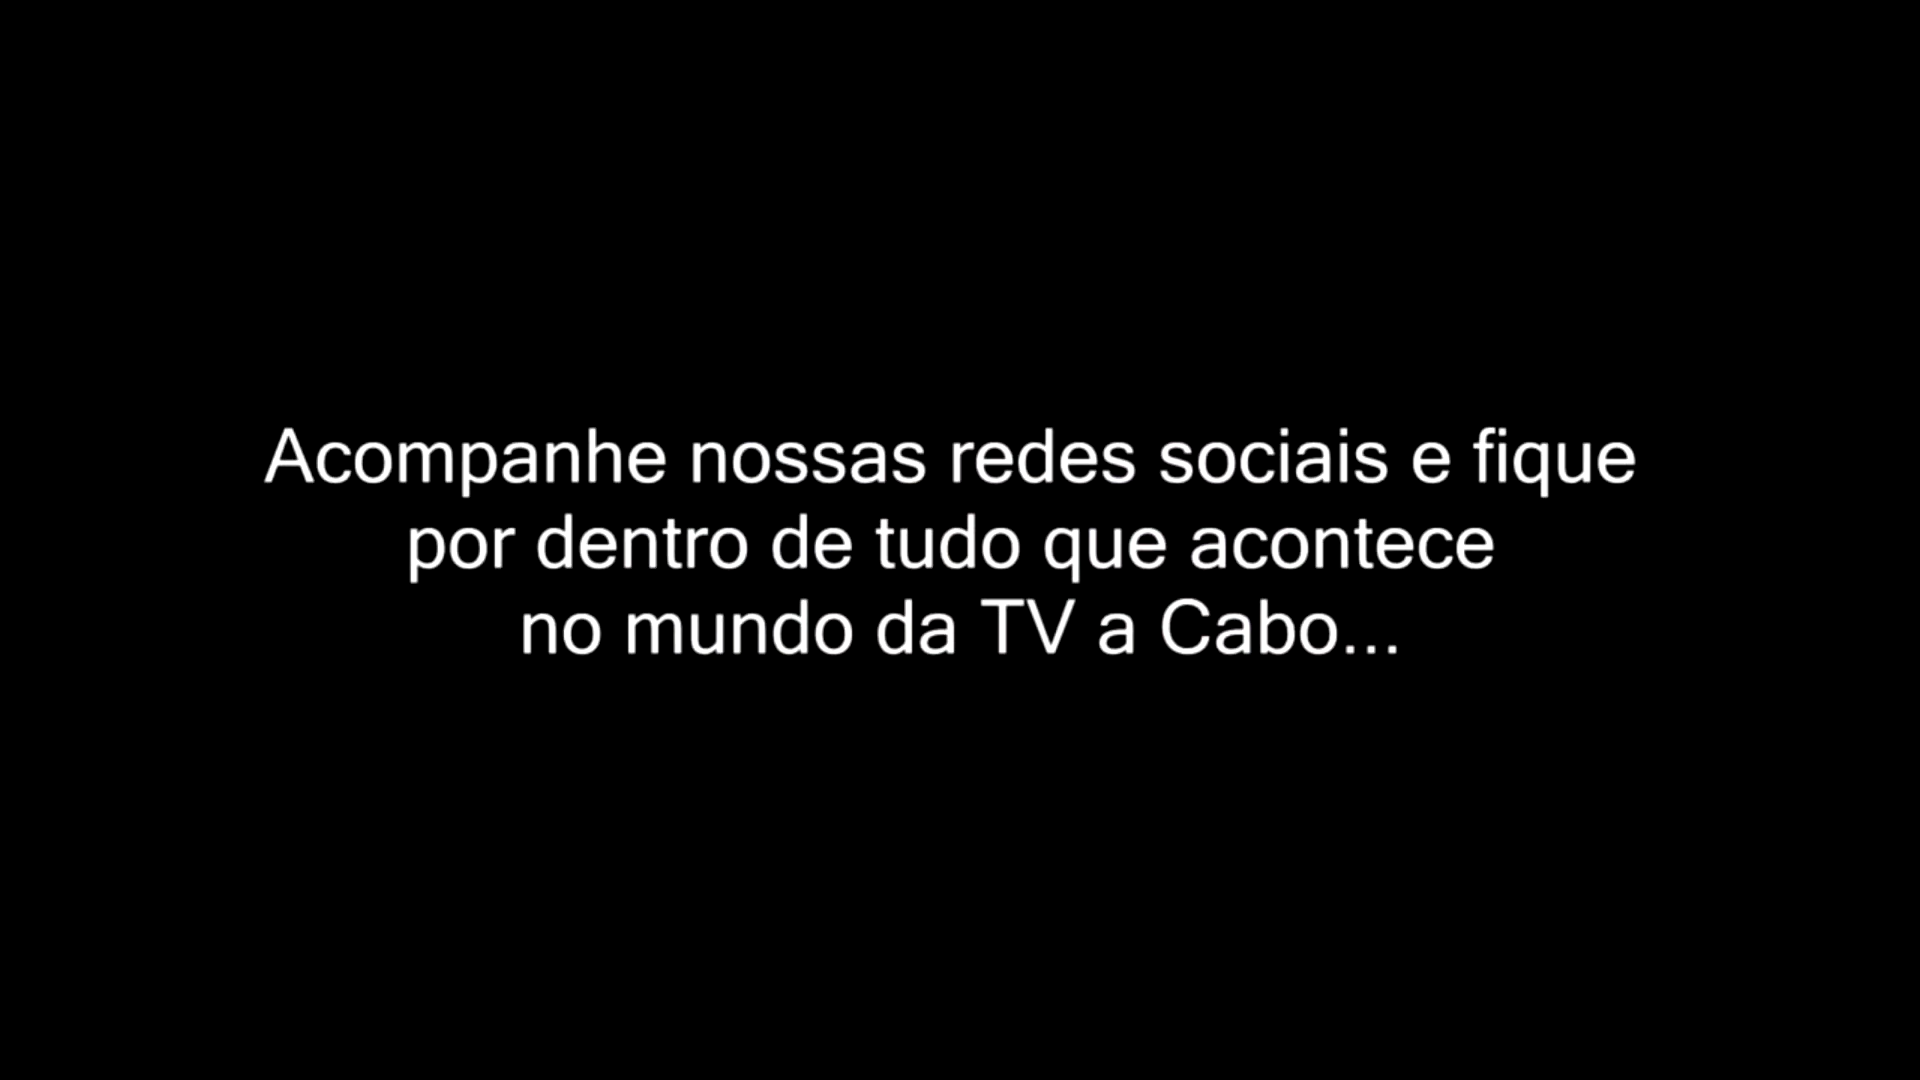 Acompanhe nossas redes sociais e fique
por dentro de tudo que acontece
no mundo da TV a Cabo...